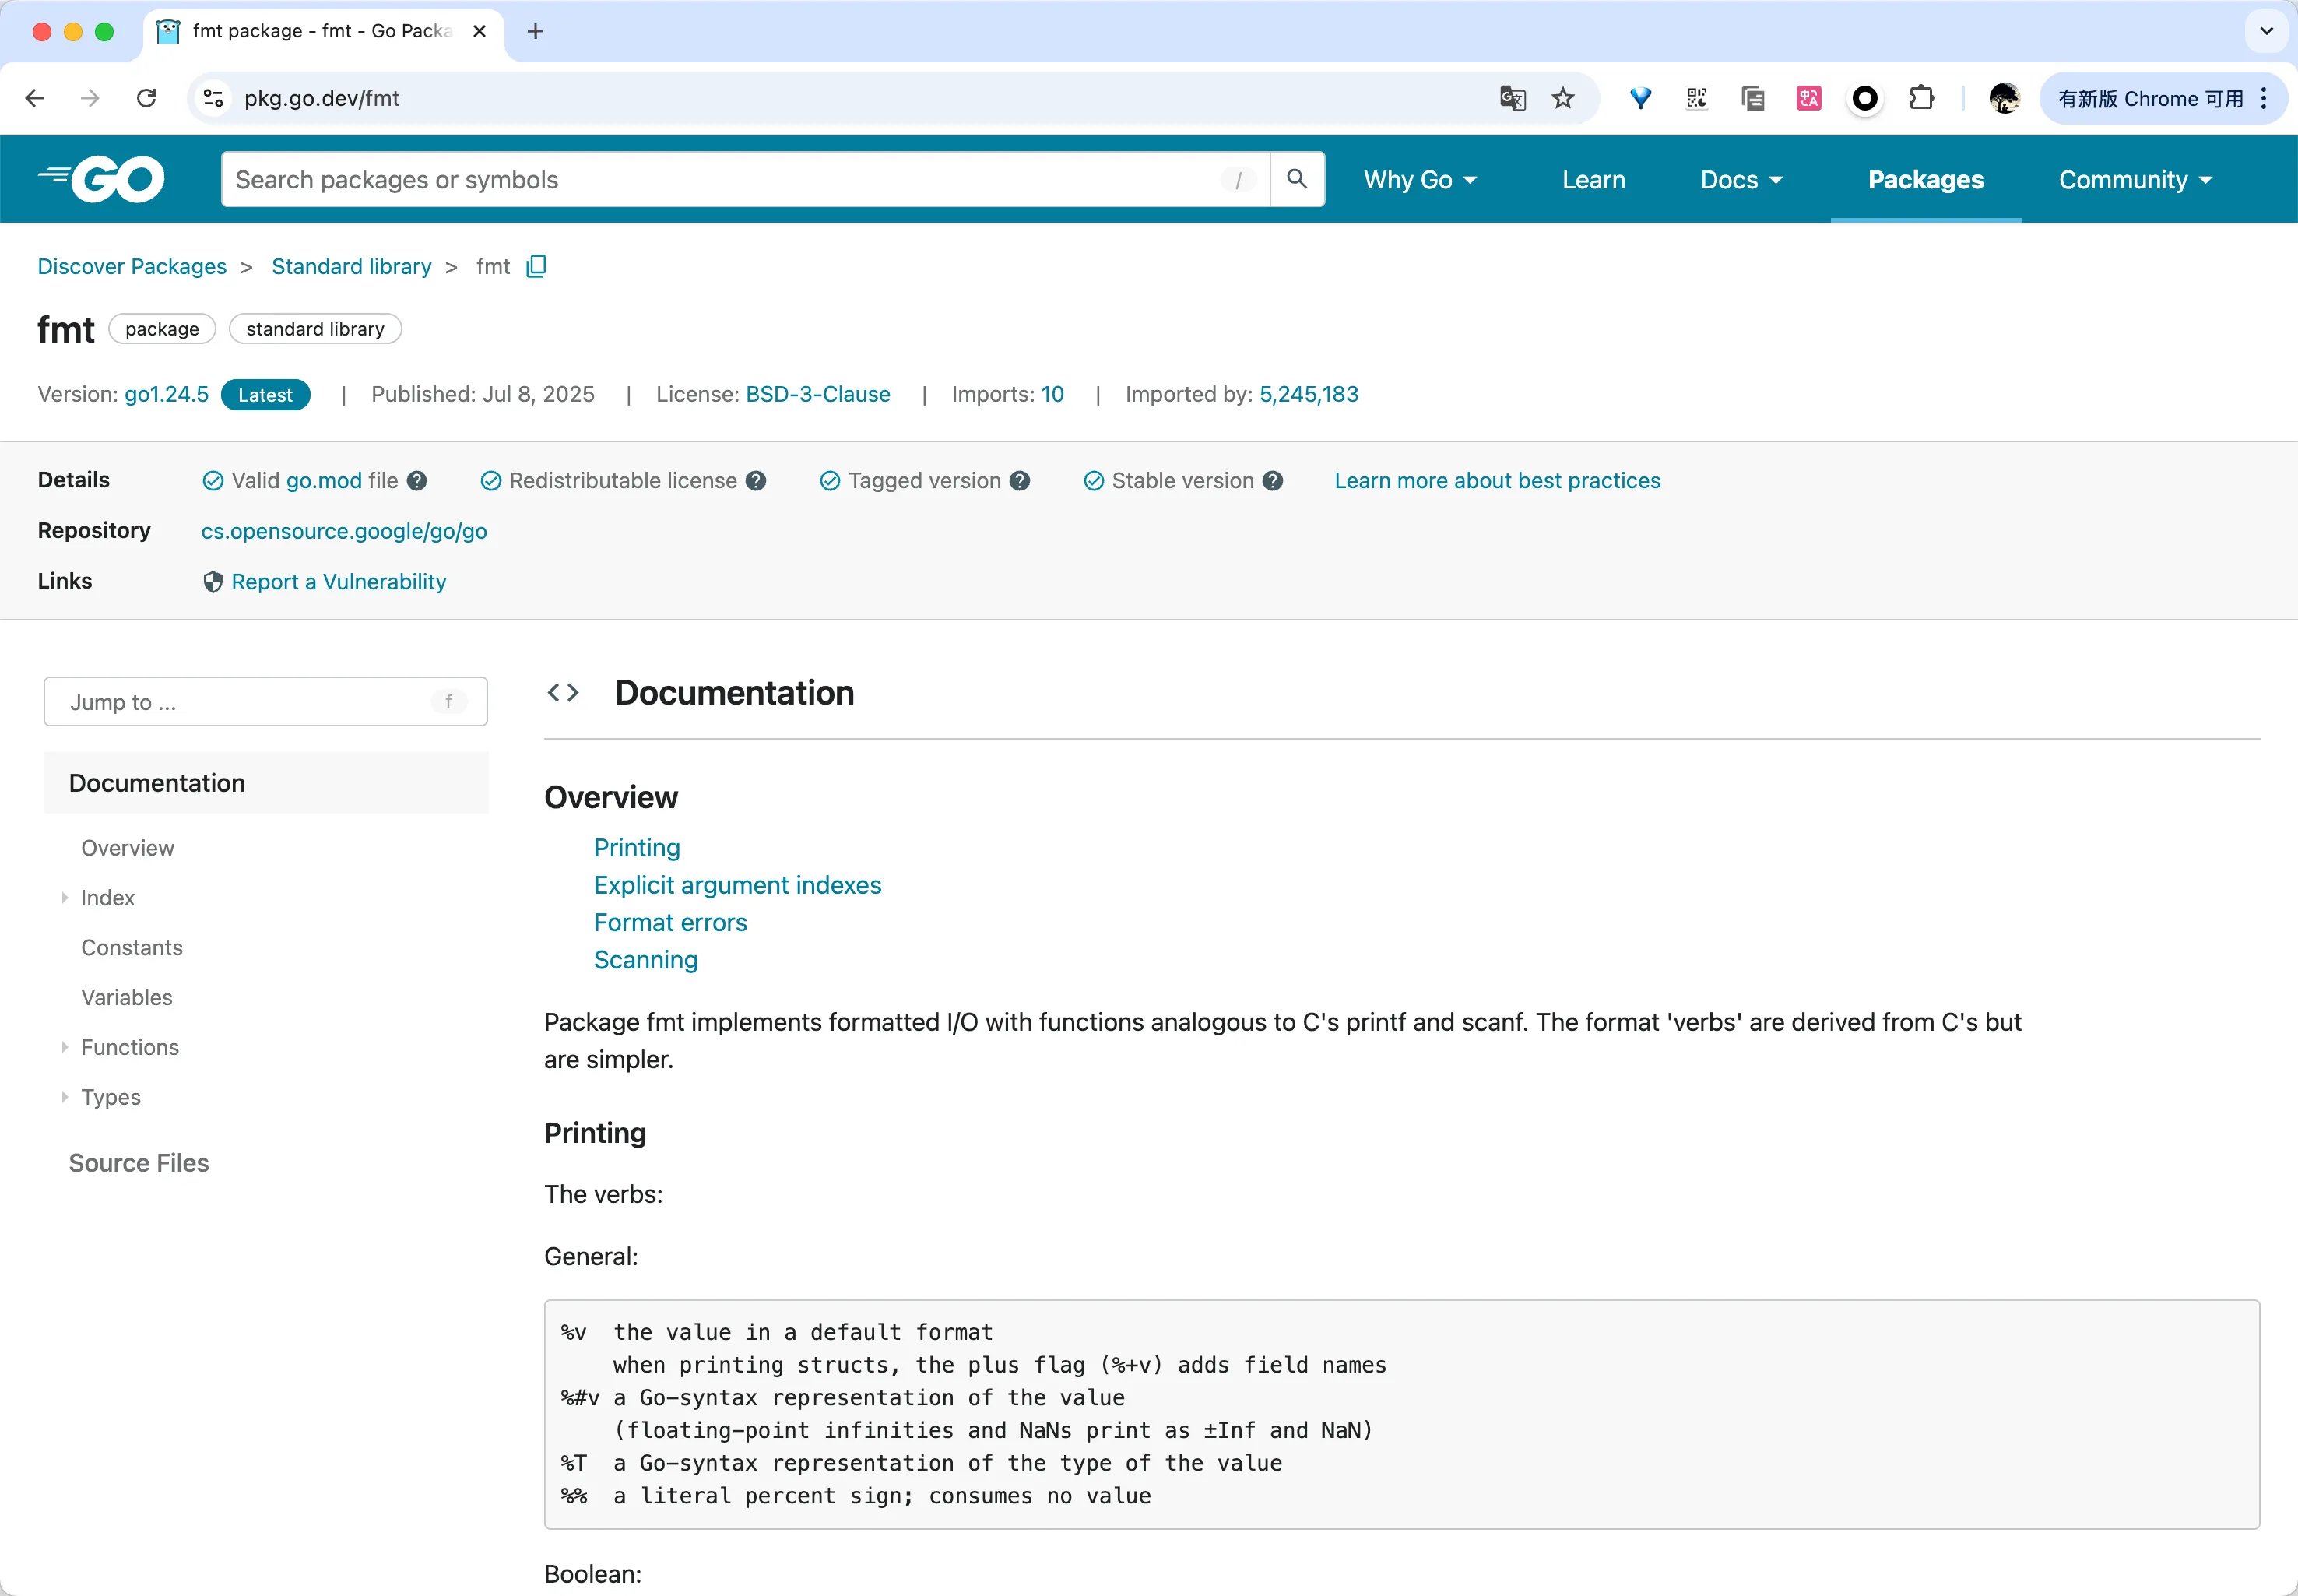 fmt package - fmt - Go Packa
pkg.go.dev/fmt
有新版 Chrome 可用
GO
Search packages or symbols /
Why Go
Learn
Docs
Packages
Community
Discover Packages > Standard library > fmt
fmt package standard library
Version: go1.24.5 Latest | Published: Jul 8, 2025 | License: BSD-3-Clause | Imports: 10 | Imported by: 5,245,183
Details Valid go.mod file Redistributable license Tagged version Stable version Learn more about best practices
Repository cs.opensource.google/go/go
Links Report a Vulnerability
Jump to ... f
Documentation
Overview
Index
Constants
Variables
Functions
Types
Source Files
Documentation
Overview
Printing
Explicit argument indexes
Format errors
Scanning
Package fmt implements formatted I/O with functions analogous to C's printf and scanf. The format 'verbs' are derived from C's but
are simpler.
Printing
The verbs:
General:
%v the value in a default format
when printing structs, the plus flag (%+v) adds field names
%#v a Go-syntax representation of the value
(floating-point infinities and NaNs print as ±Inf and NaN)
%T a Go-syntax representation of the type of the value
%% a literal percent sign; consumes no value
Boolean: